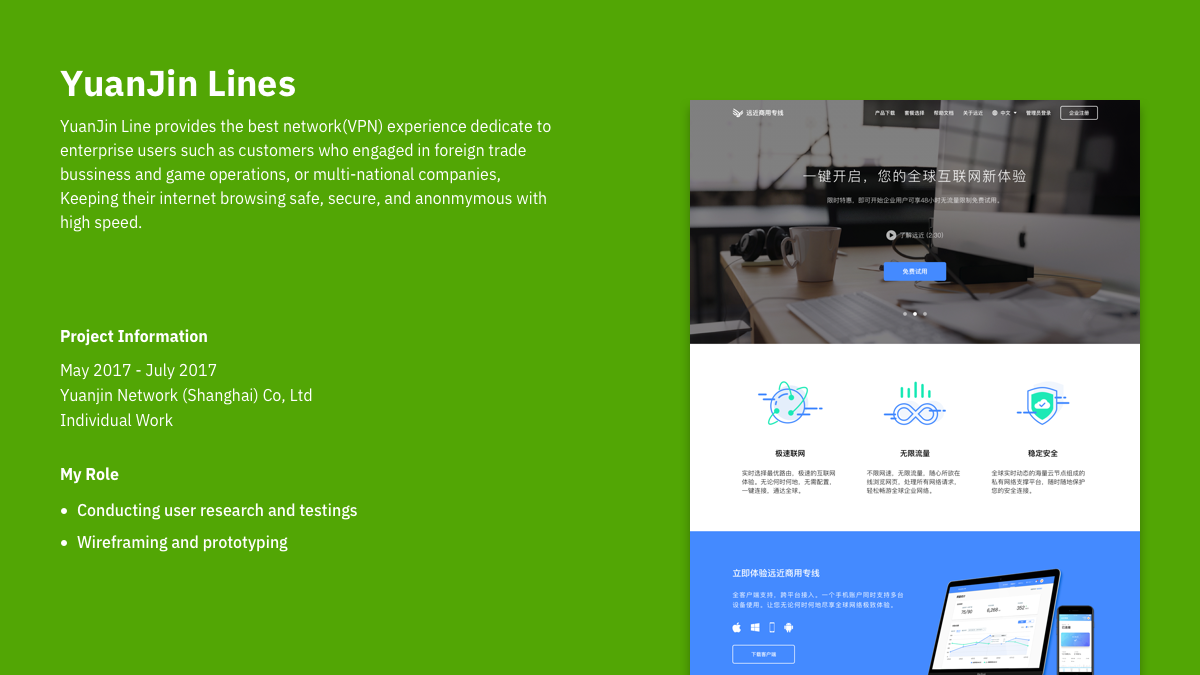 YuanJin Lines
YuanJin Line provides the best network(VPN) experience dedicate to
enterprise users such as customers who engaged in foreign trade
bussiness and game operations, or multi-national companies,
Keeping their internet browsing safe, secure, and anonmymous with
high speed.
Project Information
May 2017 - July 2017
Yuanjin Network (Shanghai) Co, Ltd
Individual Work
My Role
• Conducting user research and testings
• Wireframing and prototyping
远近商用专线
产品下载 套餐选择 帮助文档 关于远近 中文 管理员登录 企业注册
一键开启，您的全球互联网新体验
限时特惠，即可开始企业用户可享48小时无流量限制免费试用。
了解远近 (2:30)
免费试用
极速联网
实时选择最优路由，极速的互联网
体验。无论何时何地，无需配置，
一键连接，通达全球。
无限流量
不限网速，无限流量，随心所欲在
线浏览网页，处理所有网络请求，
轻松畅游全球企业网络。
稳定安全
全球实时动态的海量云节点组成的
私有网络支撑平台，随时随地保护
您的安全连接。
立即体验远近商用专线
全客户端支持，跨平台接入。一个手机账户同时支持多台
设备使用，让您无论何时何地尽享全球网络极致体验。
下载客户端
75/90
6,266
352